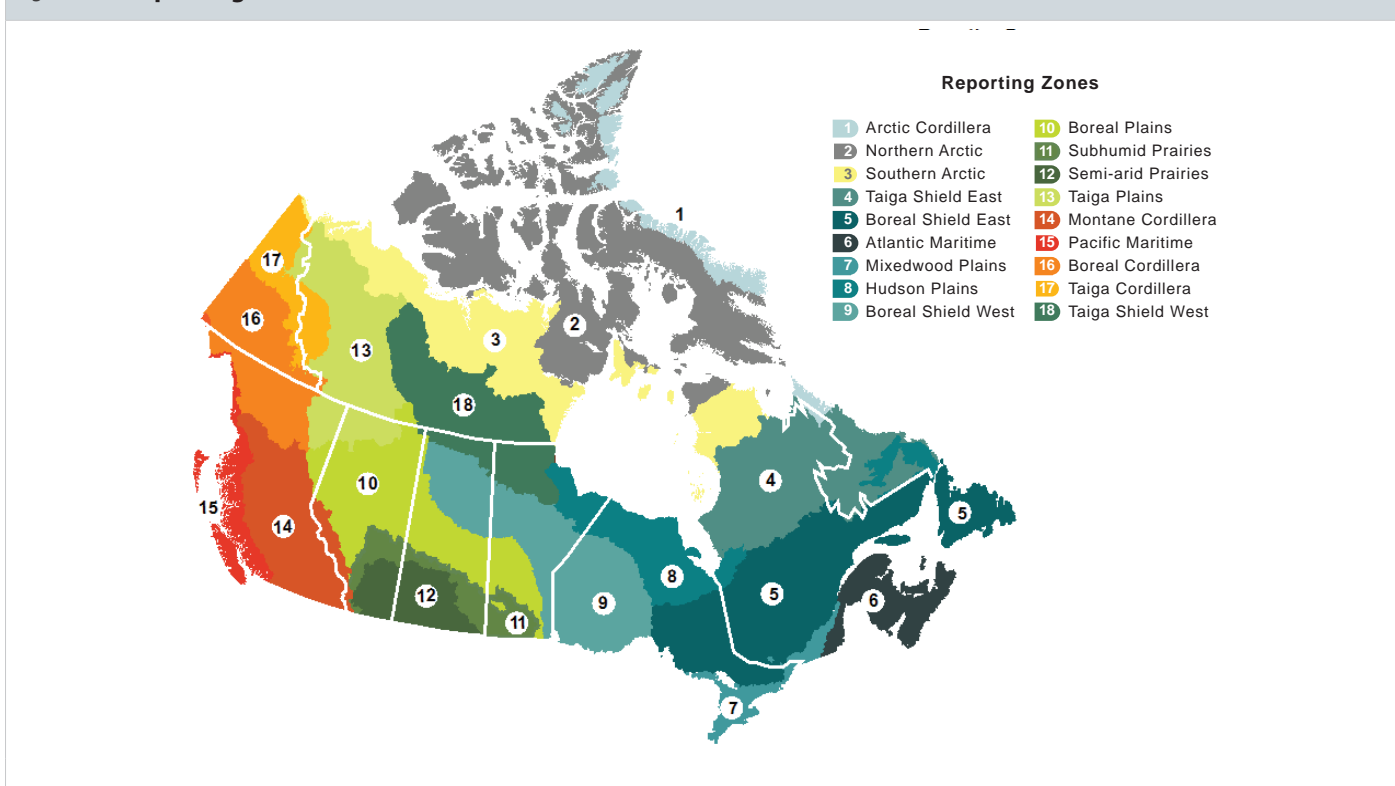 Reporting Zones
1 Arctic Cordillera
2 Northern Arctic
3 Southern Arctic
4 Taiga Shield East
5 Boreal Shield East
6 Atlantic Maritime
7 Mixedwood Plains
8 Hudson Plains
9 Boreal Shield West
10 Boreal Plains
11 Subhumid Prairies
12 Semi-arid Prairies
13 Taiga Plains
14 Montane Cordillera
15 Pacific Maritime
16 Boreal Cordillera
17 Taiga Cordillera
18 Taiga Shield West
1
17
16
2
3
13
18
4
10
15
5
14
8
5
12
9
6
11
7